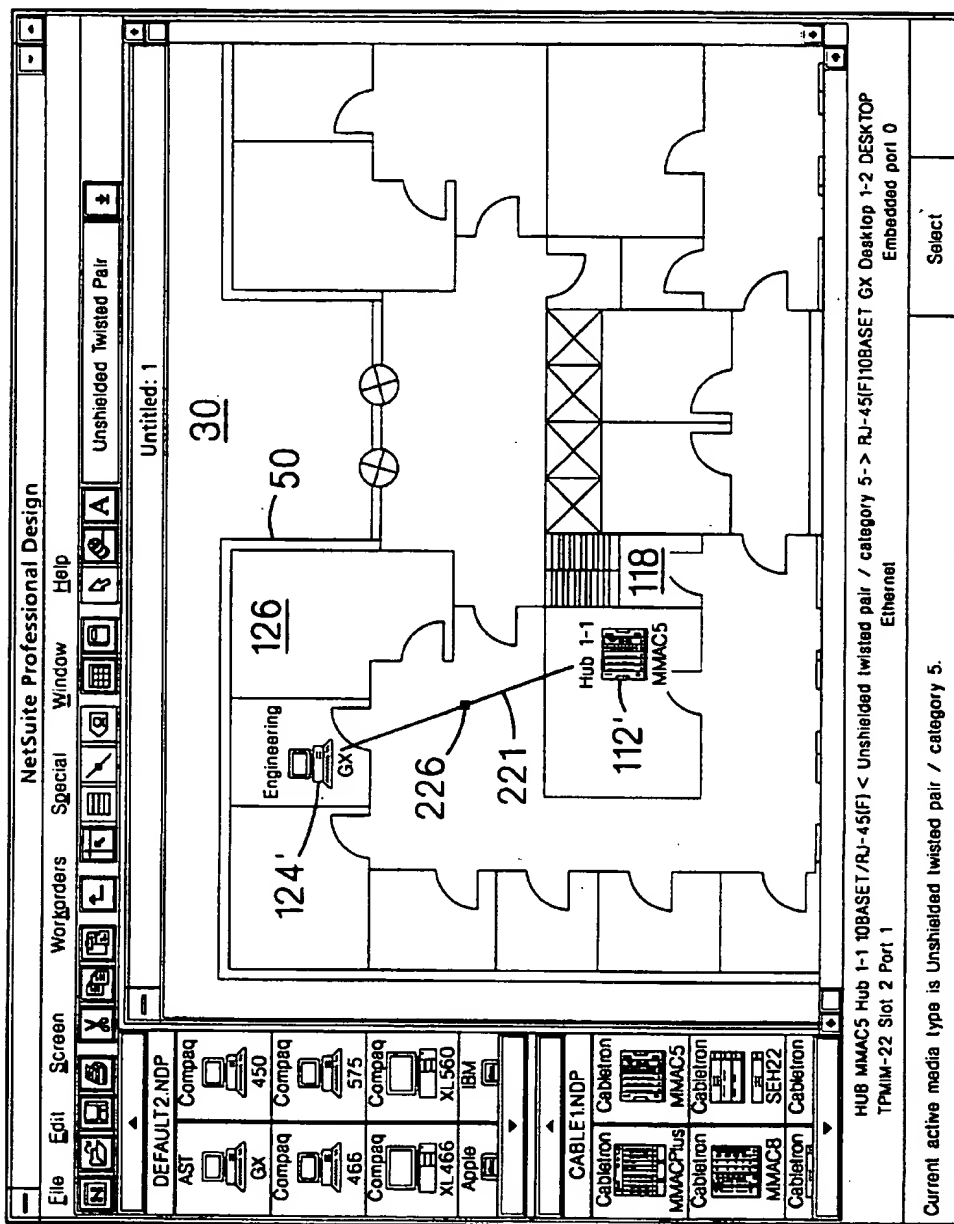 NetSuite Professional Design
File Edit Screen Workorders Special Window Help
N A Unshielded Twisted Pair ±
DEFAULT2.NDP
AST Compaq
GX 450
Compaq Compaq
466 575
Compaq Compaq
XL466 XL560
Apple IBM
CABLE1.NDP
Cabletron Cabletron
MMACPlus MMAC5
Cabletron Cabletron
MMAC8 SEH22
Cabletron Cabletron
Untitled: 1
30
50
126
Engineering
GX
124'
226
221
118
Hub 1-1
MMAC5
112'
HUB MMAC5 Hub 1-1 10BASET/RJ-45(F) < Unshielded twisted pair / category 5-> RJ-45(F)10BASET GX Desktop 1-2 DESKTOP
TPMIM-22 Slot 2 Port 1 Ethernet Embedded port 0
Select
Current active media type is Unshielded twisted pair / category 5.